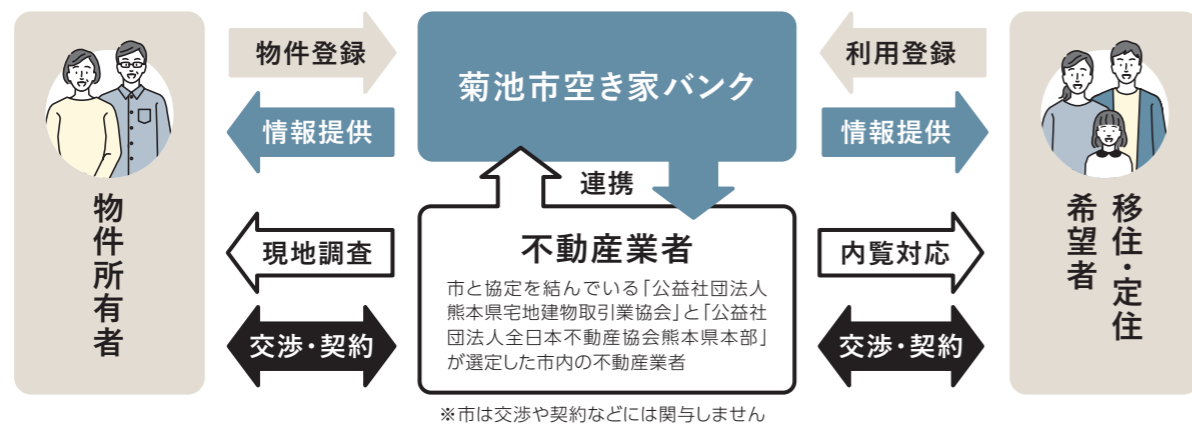 物件登録
菊池市空き家バンク
利用登録
情報提供
情報提供
連携
物件所有者
移住・定住
希望者
現地調査
不動産業者
内覧対応
市と協定を結んでいる「公益社団法人
熊本県宅地建物取引業協会」と「公益社
団法人全日本不動産協会熊本県本部」
が選定した市内の不動産業者
交渉・契約
交渉・契約
※市は交渉や契約などには関与しません